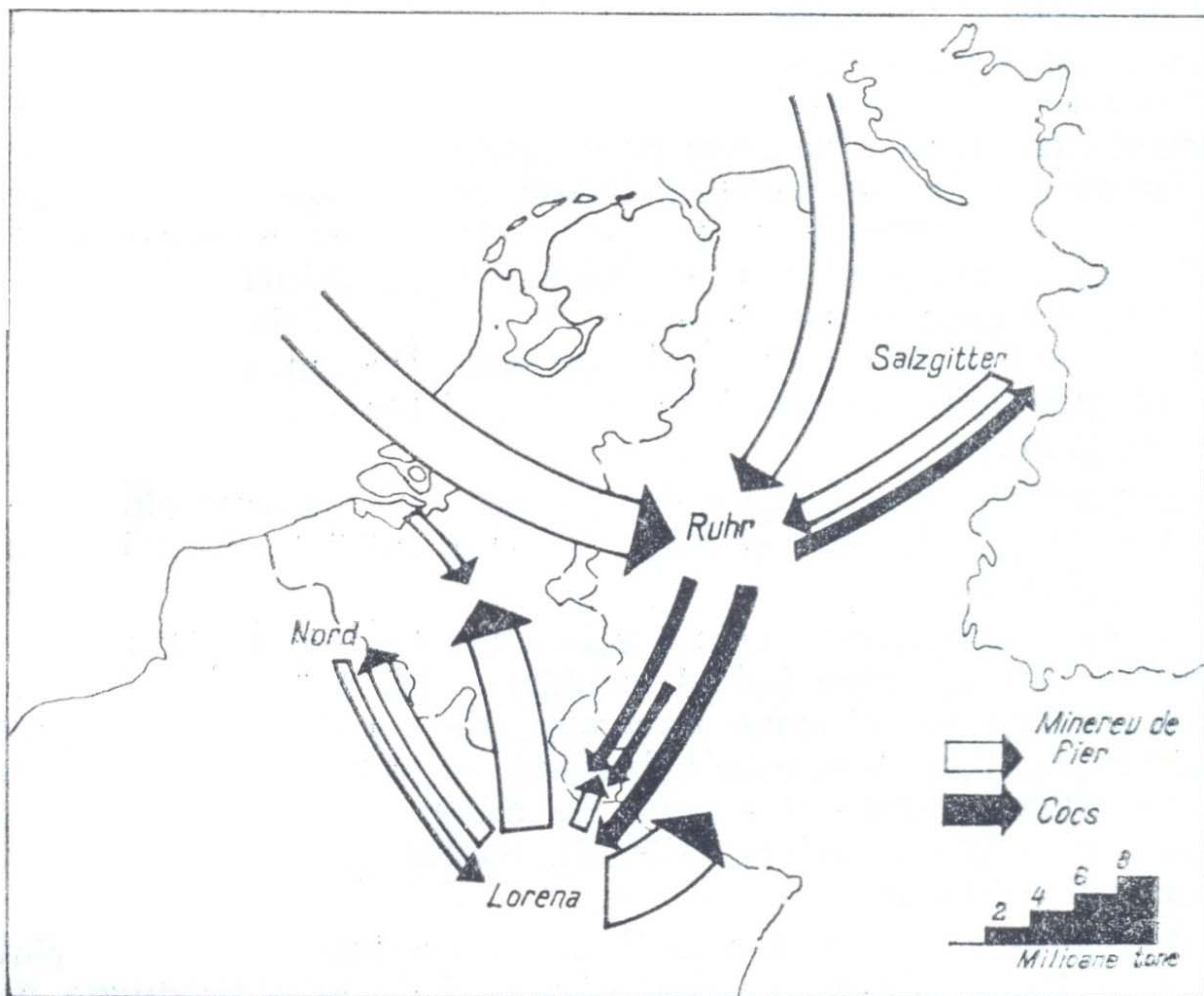 Salzgitter
Ruhr
Nord
Lorena
Minereu de
Fier
Cocs
2 4 6 8
Milioane tone